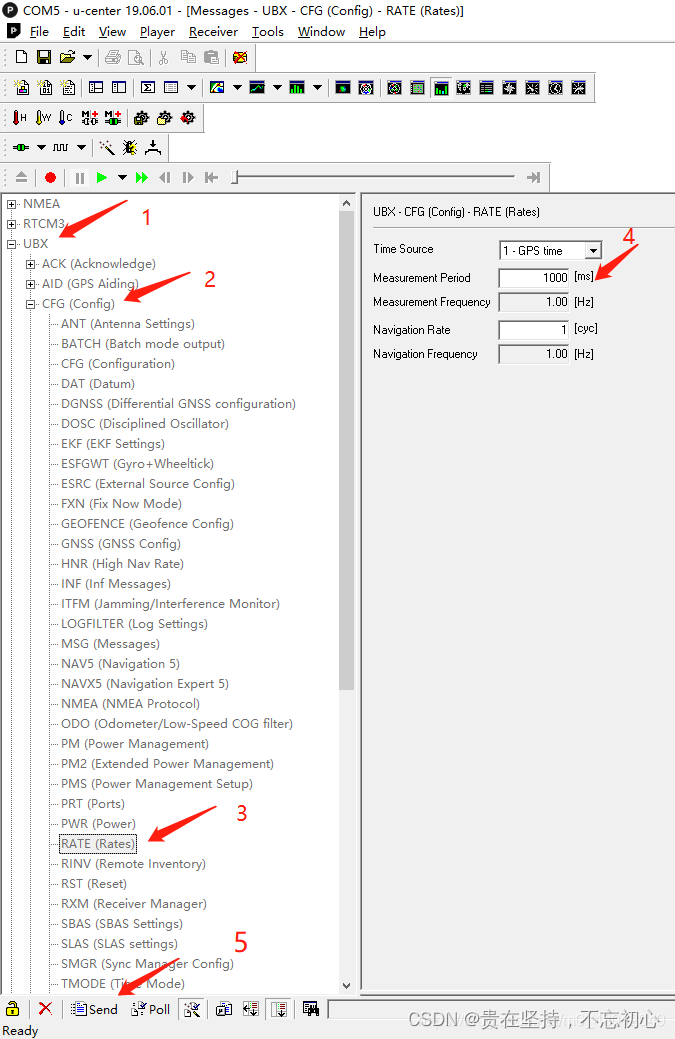 COM5 - u-center 19.06.01 - [Messages - UBX - CFG (Config) - RATE (Rates)]
File Edit View Player Receiver Tools Window Help
NMEA
RTCM3
1
UBX
ACK (Acknowledge)
AID (GPS Aiding)
2
CFG (Config)
ANT (Antenna Settings)
BATCH (Batch mode output)
CFG (Configuration)
DAT (Datum)
DGNSS (Differential GNSS configuration)
DOSC (Disciplined Oscillator)
EKF (EKF Settings)
ESFGWT (Gyro+Wheeltick)
ESRC (External Source Config)
FXN (Fix Now Mode)
GEOFENCE (Geofence Config)
GNSS (GNSS Config)
HNR (High Nav Rate)
INF (Inf Messages)
ITFM (Jamming/Interference Monitor)
LOGFILTER (Log Settings)
MSG (Messages)
NAV5 (Navigation 5)
NAVX5 (Navigation Expert 5)
NMEA (NMEA Protocol)
ODO (Odometer/Low-Speed COG filter)
PM (Power Management)
PM2 (Extended Power Management)
PMS (Power Management Setup)
PRT (Ports)
3
PWR (Power)
RATE (Rates)
RINV (Remote Inventory)
RST (Reset)
RXM (Receiver Manager)
SBAS (SBAS Settings)
SLAS (SLAS settings)
5
SMGR (Sync Manager Config)
TMODE (Time Mode)
UBX - CFG (Config) - RATE (Rates)
4
Time Source 1 - GPS time
Measurement Period 1000 [ms]
Measurement Frequency 1.00 [Hz]
Navigation Rate 1 [cyc]
Navigation Frequency 1.00 [Hz]
Send Poll
CSDN @贵在坚持，不忘初心
Ready